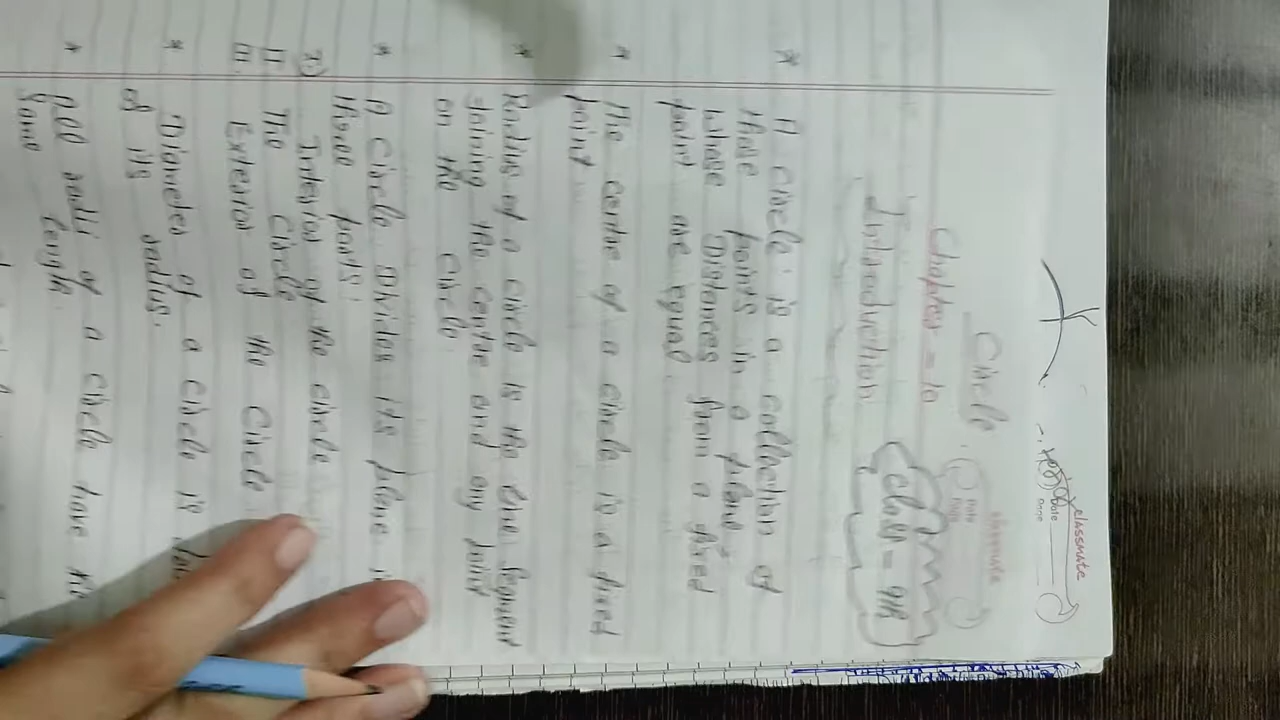 classmate
Date
Page
Circle
Chapter = 10
Introduction
Class = 9th
* A circle is a collection of
those points in a plane
whose Distances from a fixed
point are equal.
* The centre of a circle is a fixed
point
* Radius of a circle is the line segment
joining the centre and any point
on the circle.
* A circle Divides its plane
three parts:
I) Interior of the circle
II The Circle
III. Exterior of the Circle
* Diameter of a circle is
of its radius.
* All radii of a circle have
Same length.